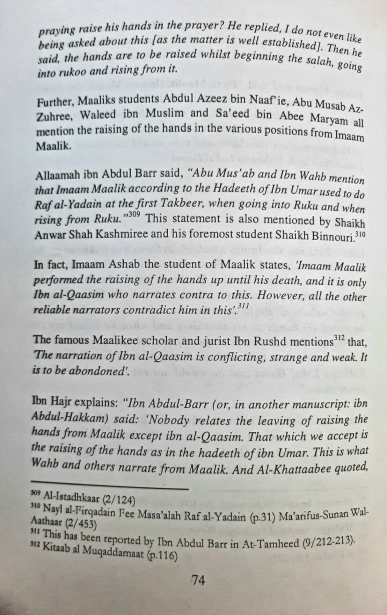 praying raise his hands in the prayer? He replied, I do not even like
being asked about this [as the matter is well established]. Then he
said, the hands are to be raised whilst beginning the salah, going
into rukoo and rising from it.
Further, Maaliks students Abdul Azeez bin Naaf'ie, Abu Musab Az-
Zuhree, Waleed ibn Muslim and Sa'eed bin Abee Maryam all
mention the raising of the hands in the various positions from Imaam
Maalik.
Allaamah ibn Abdul Barr said, "Abu Mus'ab and Ibn Wahb mention
that Imaam Maalik according to the Hadeeth of Ibn Umar used to do
Raf al-Yadain at the first Takbeer, when going into Ruku and when
rising from Ruku."309 This statement is also mentioned by Shaikh
Anwar Shah Kashmiree and his foremost student Shaikh Binnouri.310
In fact, Imaam Ashab the student of Maalik states, 'Imaam Maalik
performed the raising of the hands up until his death, and it is only
Ibn al-Qaasim who narrates contra to this. However, all the other
reliable narrators contradict him in this'.311
The famous Maalikee scholar and jurist Ibn Rushd mentions312 that,
'The narration of Ibn al-Qaasim is conflicting, strange and weak. It
is to be abondoned'.
Ibn Hajr explains: "Ibn Abdul-Barr (or, in another manuscript: ibn
Abdul-Hakkam) said: 'Nobody relates the leaving of raising the
hands from Maalik except ibn al-Qaasim. That which we accept is
the raising of the hands as in the hadeeth of ibn Umar. This is what
Wahb and others narrate from Maalik. And Al-Khattaabee quoted,
309 Al-Istadhkaar (2/124)
310 Nayl al-Firqadain Fee Masa'alah Raf al-Yadain (p.31) Ma'arifus-Sunan Wal-
Aathaar (2/453)
311 This has been reported by Ibn Abdul Barr in At-Tamheed (9/212-213).
312 Kitaab al Muqaddamaat (p.116)
74